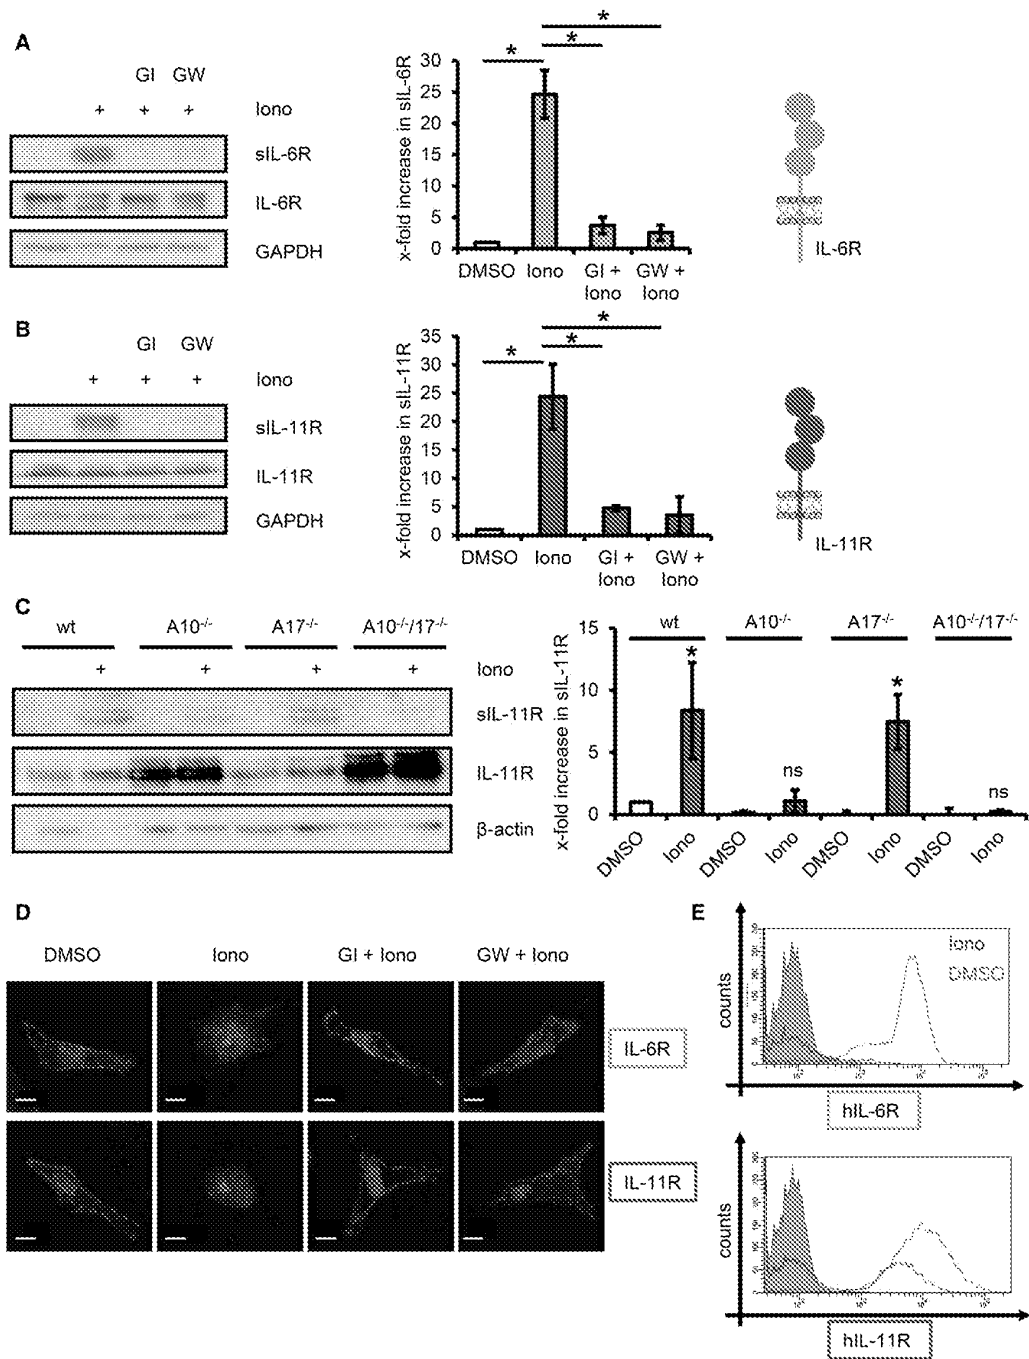 A
GI GW
+ + + Iono
sIL-6R
IL-6R
GAPDH
x-fold increase in sIL-6R
30
25
20
15
10
5
0
* * *
DMSO Iono GI + Iono GW + Iono
IL-6R
B
GI GW
+ + + Iono
sIL-11R
IL-11R
GAPDH
x-fold increase in sIL-11R
35
30
25
20
15
10
5
0
* * *
DMSO Iono GI + Iono GW + Iono
IL-11R
C
wt A10-/- A17-/- A10-/-/17-/-
+ + + + Iono
sIL-11R
IL-11R
β-actin
x-fold increase in sIL-11R
15
10
5
0
wt A10-/- A17-/- A10-/-/17-/-
* ns * ns
DMSO Iono DMSO Iono DMSO Iono DMSO Iono
D
DMSO Iono GI + Iono GW + Iono
IL-6R
IL-11R
E
counts
Iono
DMSO
hIL-6R
counts
hIL-11R